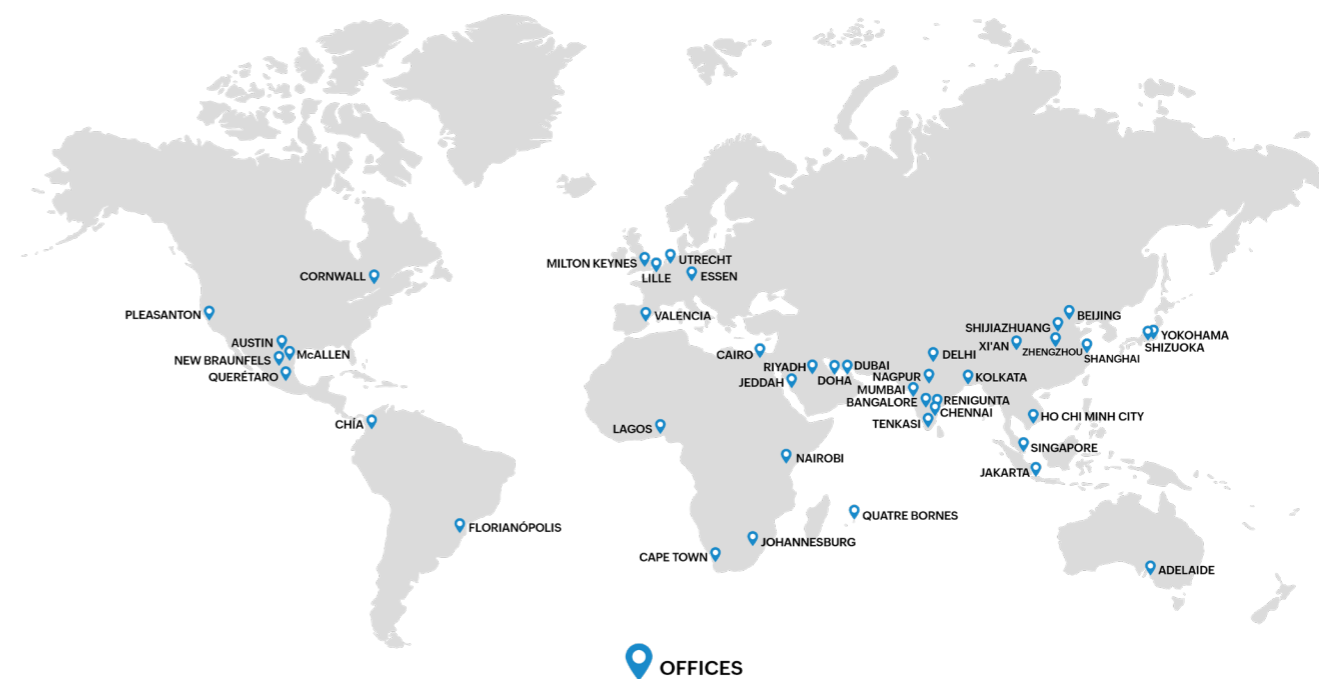 MILTON KEYNES
UTRECHT
LILLE
ESSEN
CORNWALL
PLEASANTON
VALENCIA
BEIJING
SHIJIAZHUANG
YOKOHAMA
SHIZUOKA
AUSTIN
McALLEN
NEW BRAUNFELS
QUERÉTARO
XI'AN
ZHENGZHOU
SHANGHAI
CAIRO
DELHI
RIYADH
DUBAI
DOHA
JEDDAH
NAGPUR
KOLKATA
MUMBAI
BANGALORE
RENIGUNTA
CHENNAI
TENKASI
CHÍA
LAGOS
HO CHI MINH CITY
NAIROBI
SINGAPORE
JAKARTA
QUATRE BORNES
FLORIANÓPOLIS
JOHANNESBURG
CAPE TOWN
ADELAIDE
OFFICES